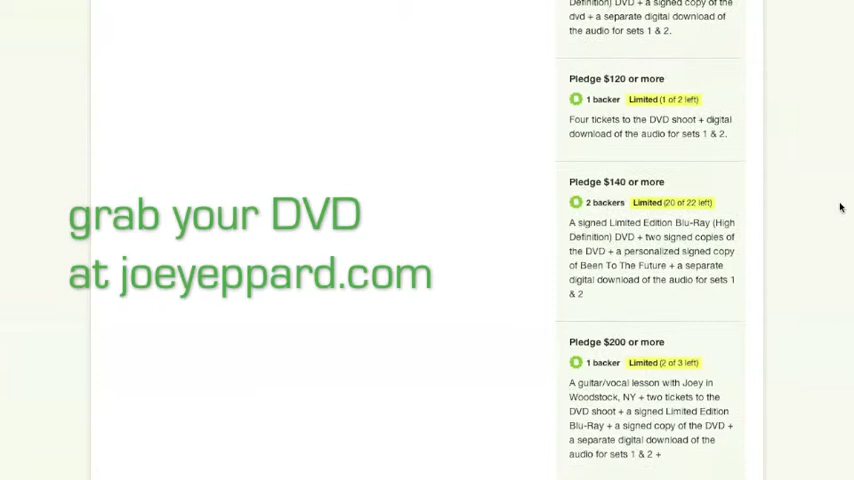 Definition) DVD + a signed copy of the
dvd + a separate digital download of
the audio for sets 1 & 2.
Pledge $120 or more
1 backer Limited (1 of 2 left)
Four tickets to the DVD shoot + digital
download of the audio for sets 1 & 2.
Pledge $140 or more
2 backers Limited (20 of 22 left)
A signed Limited Edition Blu-Ray (High
Definition) DVD + two signed copies of
the DVD + a personalized signed copy
of Been To The Future + a separate
digital download of the audio for sets 1
& 2
grab your DVD
at joeyeppard.com
Pledge $200 or more
1 backer Limited (2 of 3 left)
A guitar/vocal lesson with Joey in
Woodstock, NY + two tickets to the
DVD shoot + a signed Limited Edition
Blu-Ray + a signed copy of the DVD +
a separate digital download of the
audio for sets 1 & 2 +